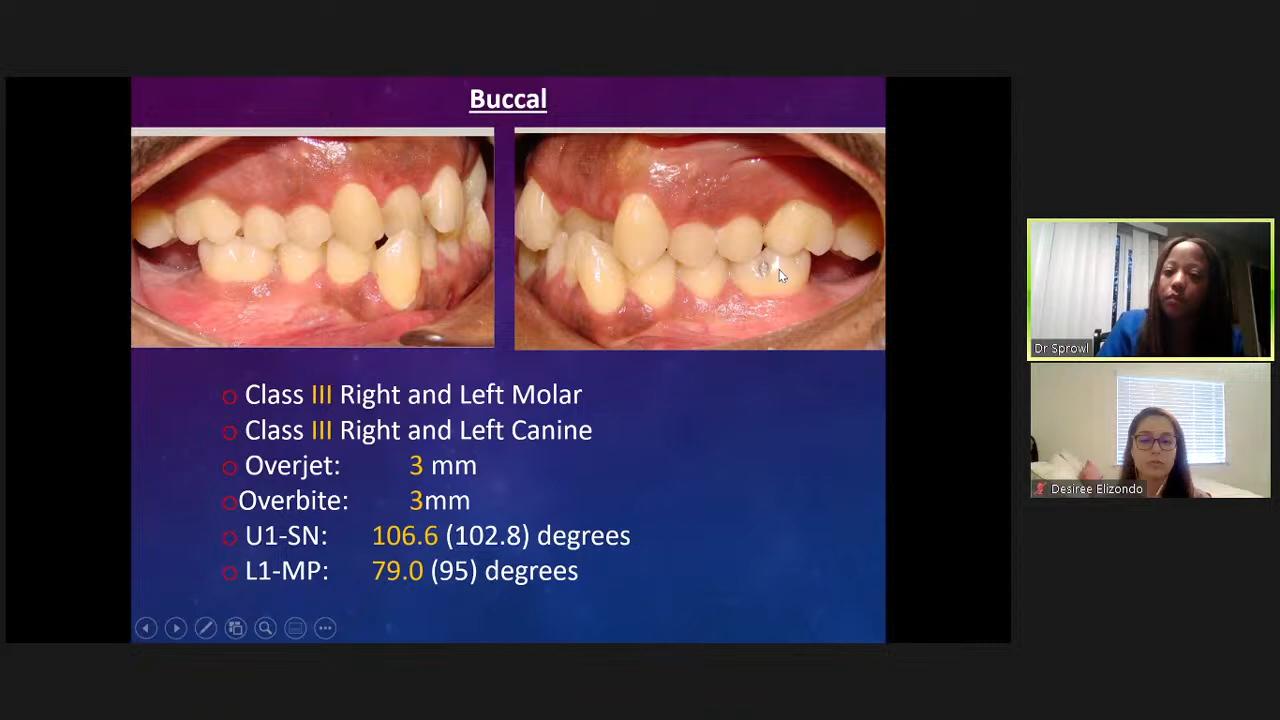 Buccal
Class III Right and Left Molar
Class III Right and Left Canine
Overjet: 3 mm
Overbite: 3mm
U1-SN: 106.6 (102.8) degrees
L1-MP: 79.0 (95) degrees
Dr Sprowl
Desiree Elizondo